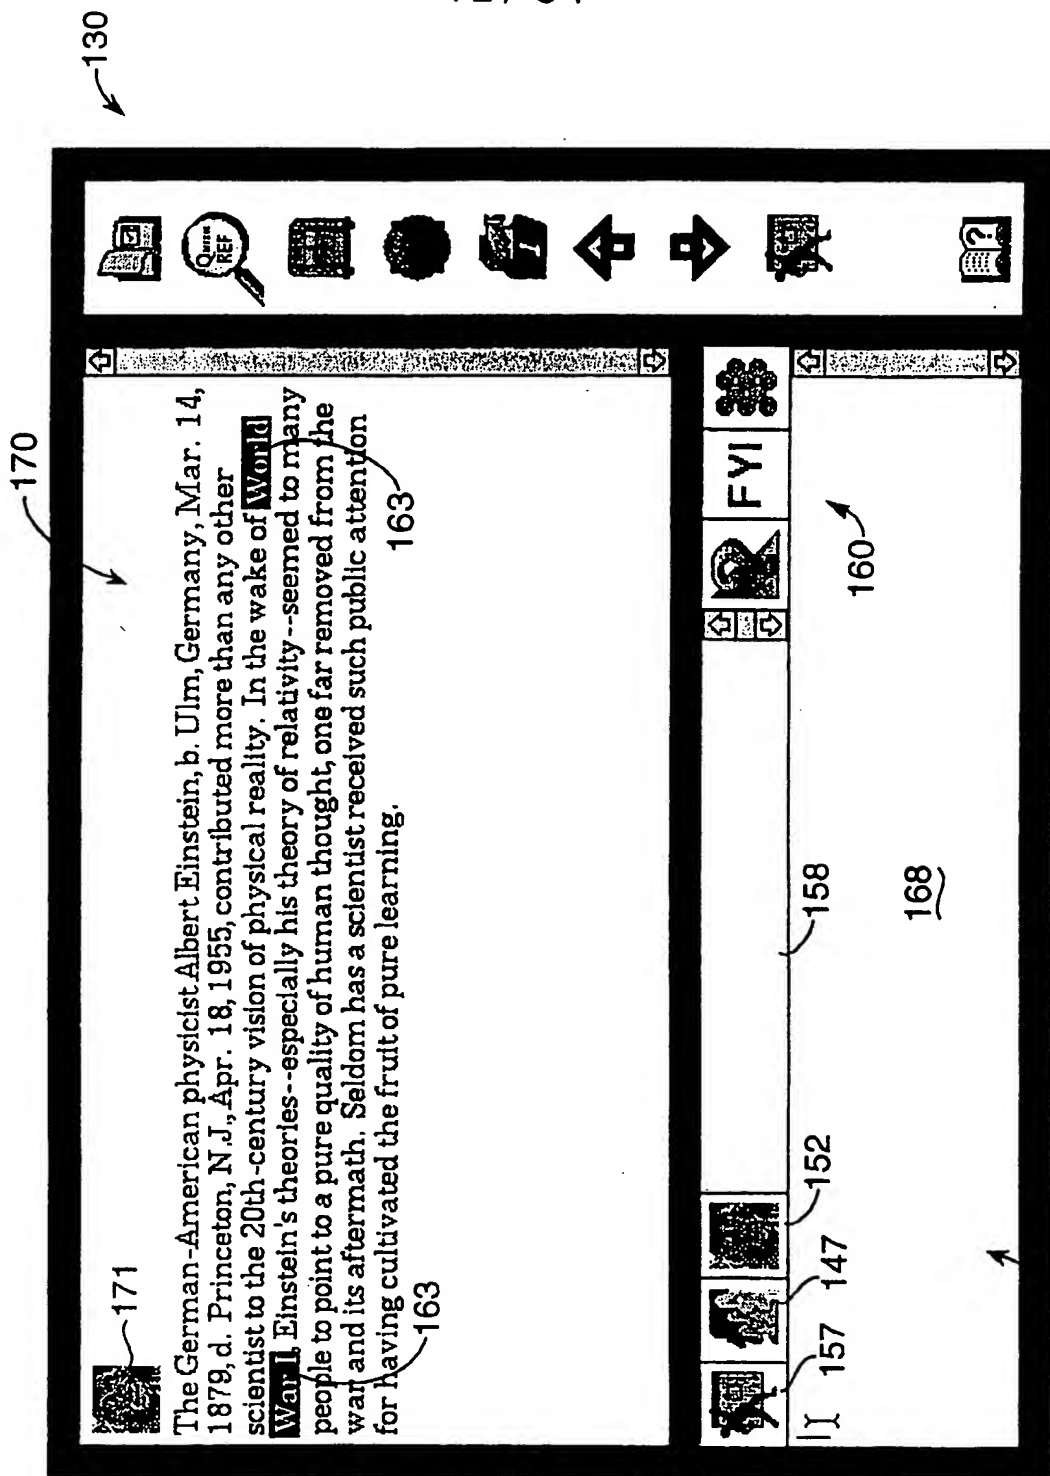 130
170
171
The German-American physicist Albert Einstein, b. Ulm, Germany, Mar. 14,
1879, d. Princeton, N.J., Apr. 18, 1955, contributed more than any other
scientist to the 20th-century vision of physical reality. In the wake of World
War I, Einstein's theories--especially his theory of relativity--seemed to many
people to point to a pure quality of human thought, one far removed from the
war and its aftermath. Seldom has a scientist received such public attention
for having cultivated the fruit of pure learning.
163
163
QUICK
REF
1
?
FYI
157
147
152
158
160
168